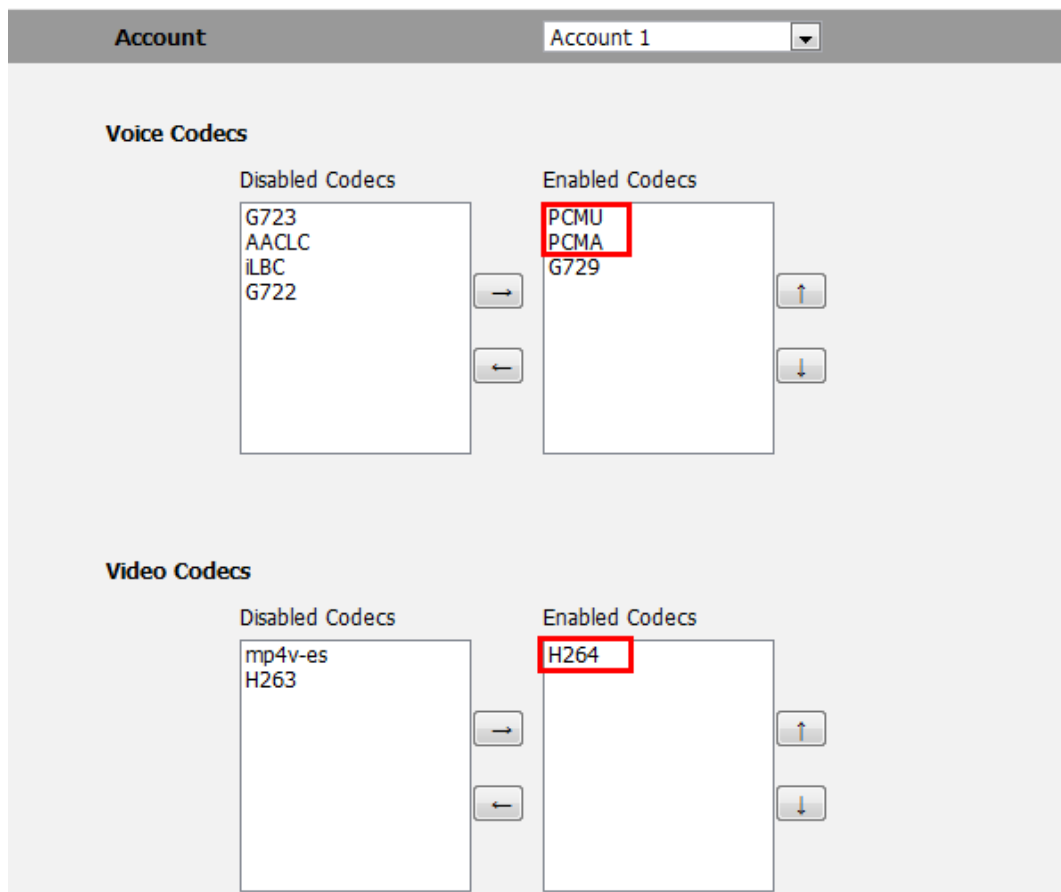 Account Account 1
Voice Codecs
Disabled Codecs Enabled Codecs
G723 PCMU
AACLC PCMA
iLBC G729
G722 → ↑
← ↓
Video Codecs
Disabled Codecs Enabled Codecs
mp4v-es H264
H263
→ ↑
← ↓